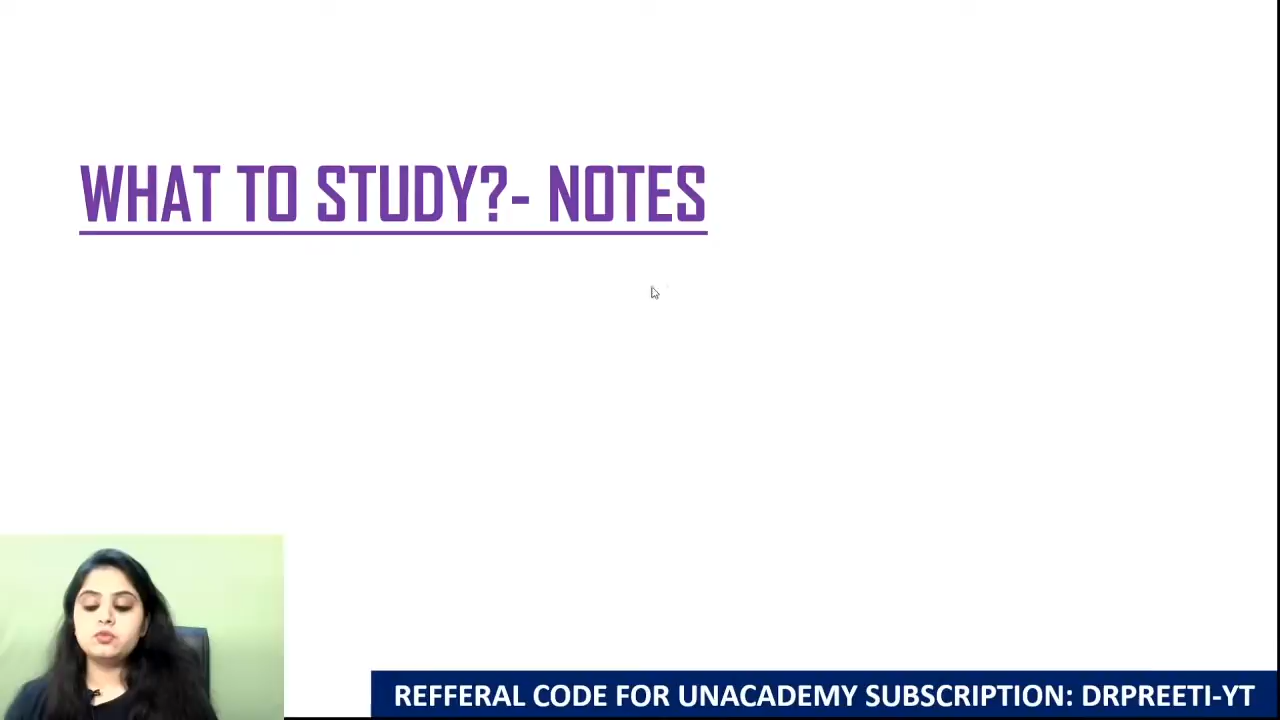 WHAT TO STUDY?- NOTES
REFFERAL CODE FOR UNACADEMY SUBSCRIPTION: DRPREETI-YT